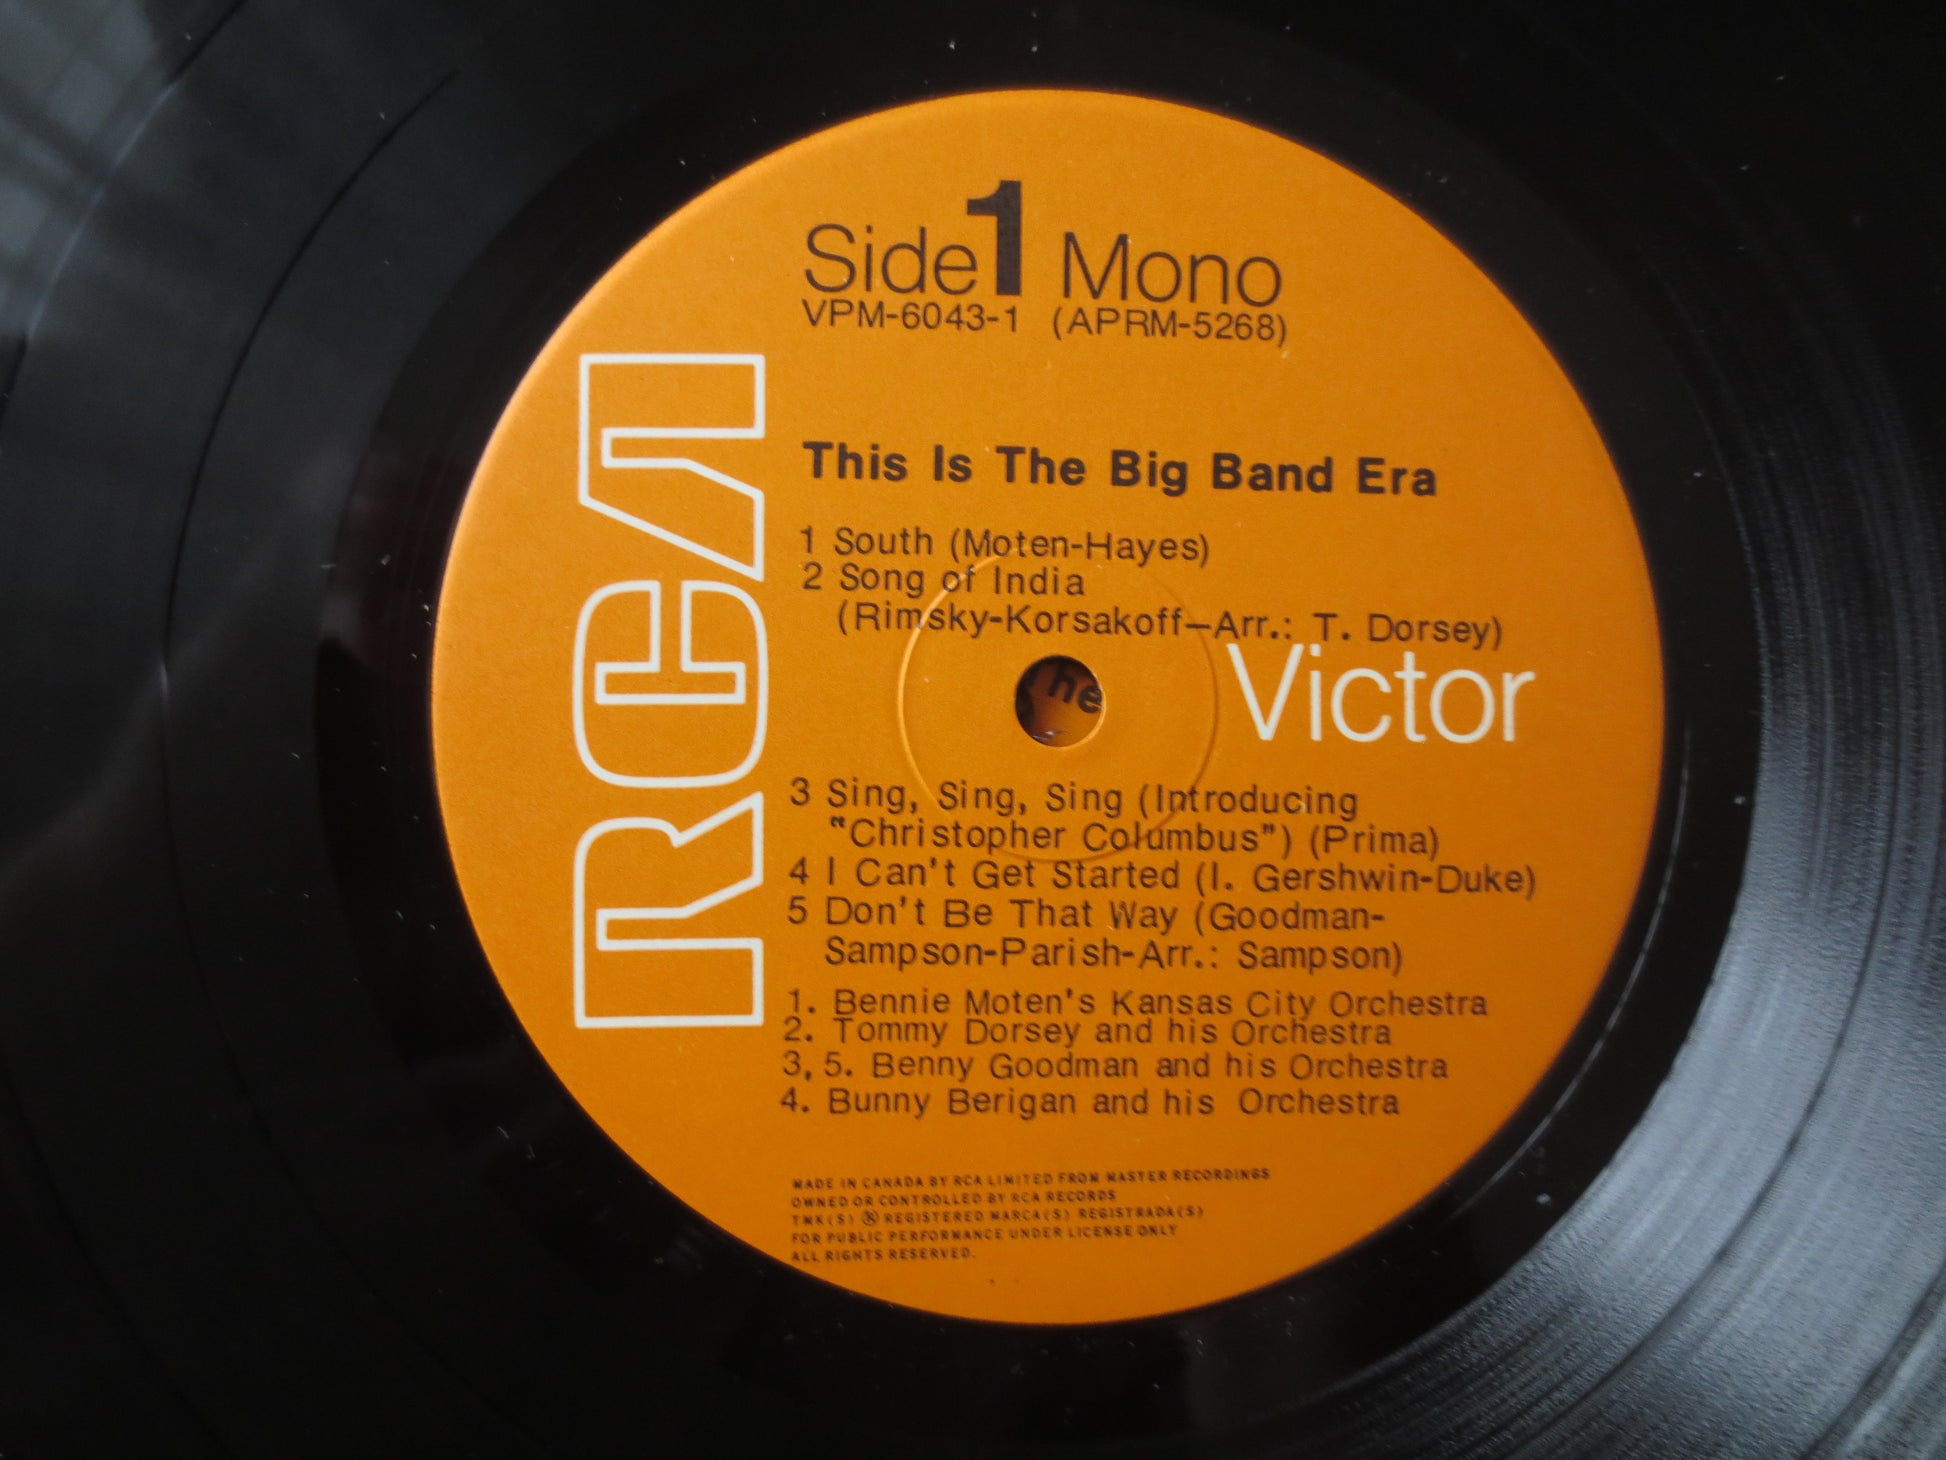 Side 1 Mono
VPM-6043-1 (APRM-5268)
RCA
This Is The Big Band Era
1 South (Moten-Hayes)
2 Song of India
(Rimsky-Korsakoff–Arr.: T. Dorsey)
he
Victor
3 Sing, Sing, Sing (Introducing
"Christopher Columbus") (Prima)
4 I Can't Get Started (I. Gershwin-Duke)
5 Don't Be That Way (Goodman-
Sampson-Parish-Arr.: Sampson)
1. Bennie Moten's Kansas City Orchestra
2. Tommy Dorsey and his Orchestra
3, 5. Benny Goodman and his Orchestra
4. Bunny Berigan and his Orchestra
MADE IN CANADA BY RCA LIMITED FROM MASTER RECORDINGS
OWNED OR CONTROLLED BY RCA RECORDS
TMK(S) ® REGISTERED MARCA(S) REGISTRADA(S)
FOR PUBLIC PERFORMANCE UNDER LICENSE ONLY
ALL RIGHTS RESERVED.